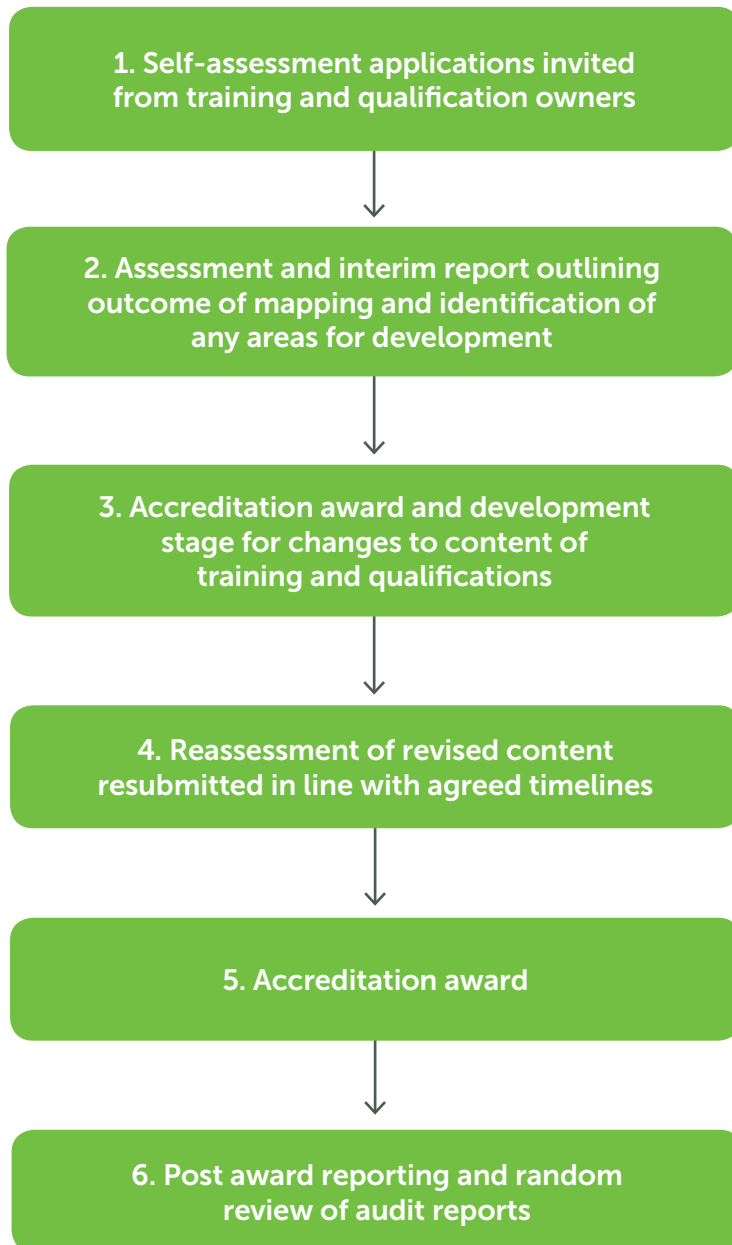 1. Self-assessment applications invited
from training and qualification owners
2. Assessment and interim report outlining
outcome of mapping and identification of
any areas for development
3. Accreditation award and development
stage for changes to content of
training and qualifications
4. Reassessment of revised content
resubmitted in line with agreed timelines
5. Accreditation award
6. Post award reporting and random
review of audit reports